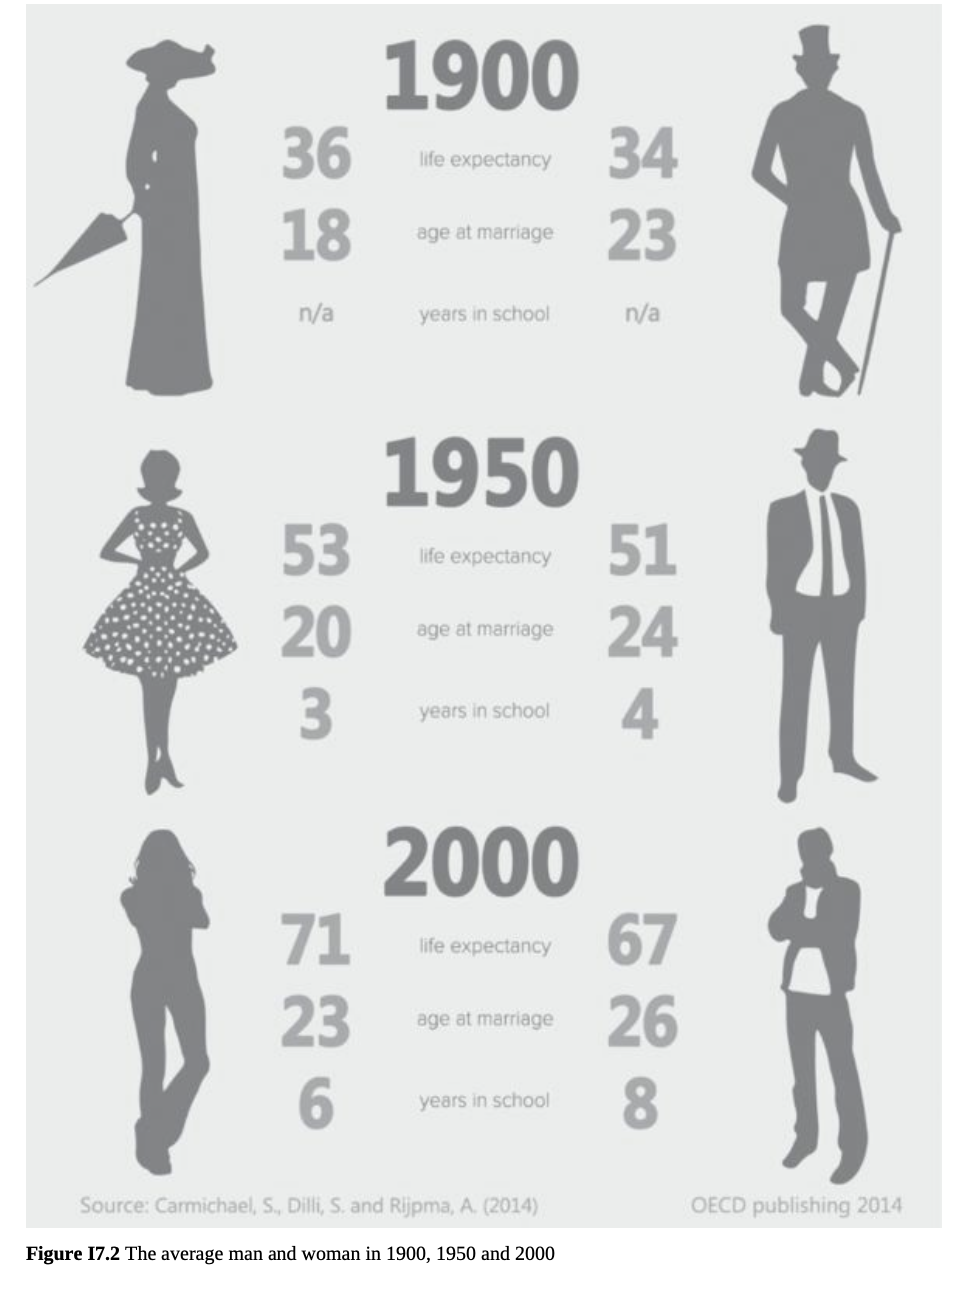 1900
36 life expectancy 34
18 age at marriage 23
n/a years in school n/a
1950
53 life expectancy 51
20 age at marriage 24
3 years in school 4
2000
71 life expectancy 67
23 age at marriage 26
6 years in school 8
Source: Carmichael, S., Dilli, S. and Rijpma, A. (2014) OECD publishing 2014
Figure I7.2 The average man and woman in 1900, 1950 and 2000